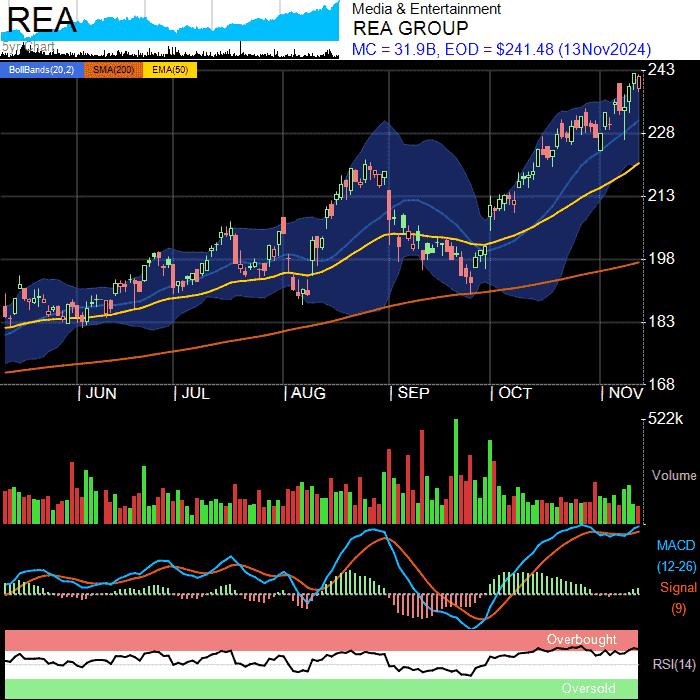 REA
5yr Chart
Media & Entertainment
REA GROUP
MC = 31.9B, EOD = $241.48 (13Nov2024)
BollBands(20,2) SMA(200) EMA(50)
243
228
213
198
183
168
JUN JUL AUG SEP OCT NOV
522k
Volume
MACD
(12-26)
Signal
(9)
Overbought
RSI(14)
Oversold